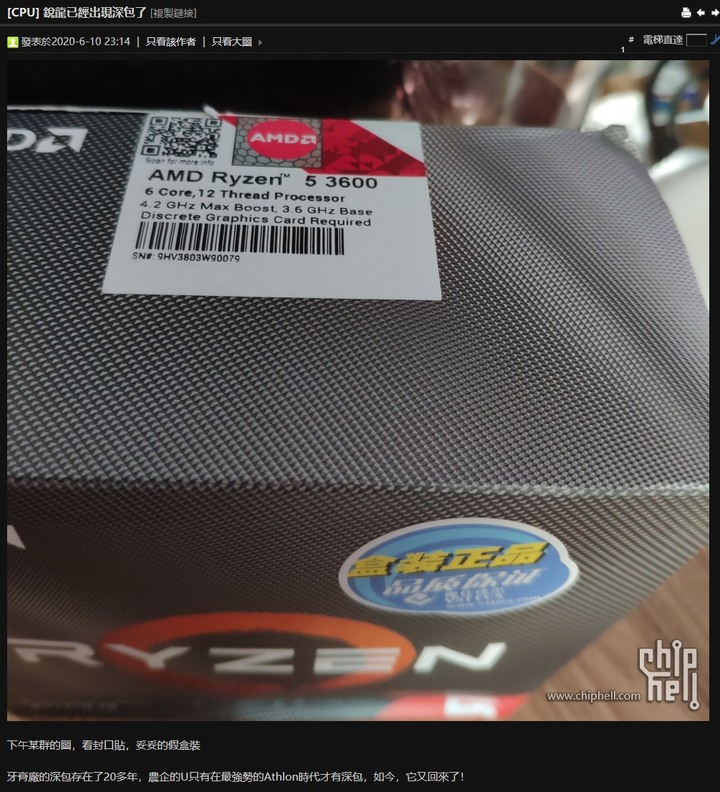 [CPU] 銳龍已經出現深包了 [複製鏈接]
發表於2020-6-10 23:14 | 只看該作者 | 只看大圖
1# 電梯直達
AMD
AMD
Scan for more info
AMD Ryzen™ 5 3600
6 Core,12 Thread Processor
4.2 GHz Max Boost, 3.6 GHz Base
Discrete Graphics Card Required
SN#: 9HV3803W90079
盒装正品
品质保证
RYZEN
5
chip hell
www.chiphell.com
下午某群的圖，看封口貼，妥妥的假盒裝
牙膏廠的深包存在了20多年，農企的U只有在最強勢的Athlon時代才有深包，如今，它又回來了！